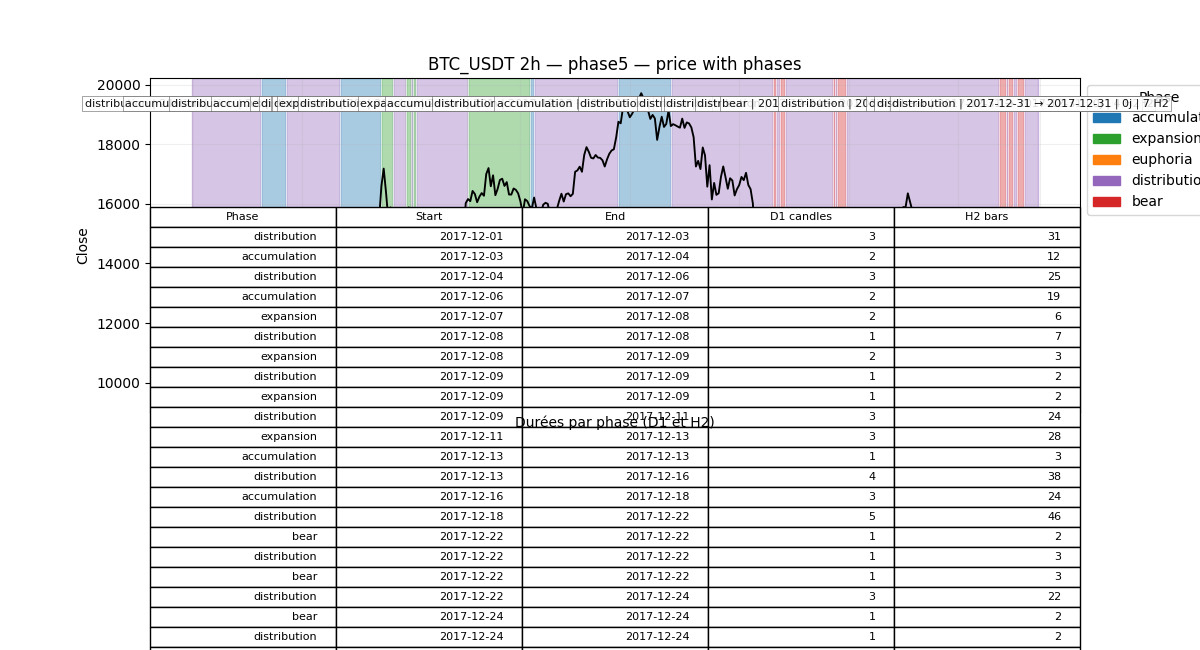 BTC_USDT 2h — phase5 — price with phases
20000
distribution | 2017-12-31 → 2017-12-31 | 0j | 7 H2
Phase
18000
expansion
euphoria
16000
bear
Close
14000
12000
10000
Phase Start End D1 candles H2 bars
distribution 2017-12-01 2017-12-03 3 31
accumulation 2017-12-03 2017-12-04 2 12
distribution 2017-12-04 2017-12-06 3 25
accumulation 2017-12-06 2017-12-07 2 19
expansion 2017-12-07 2017-12-08 2 6
distribution 2017-12-08 2017-12-08 1 7
expansion 2017-12-08 2017-12-09 2 3
distribution 2017-12-09 2017-12-09 1 2
expansion 2017-12-09 2017-12-09 1 2
distribution 2017-12-09 2017-12-11 3 24
Durées par phase (D1 et H2)
expansion 2017-12-11 2017-12-13 3 28
accumulation 2017-12-13 2017-12-13 1 3
distribution 2017-12-13 2017-12-16 4 38
accumulation 2017-12-16 2017-12-18 3 24
distribution 2017-12-18 2017-12-22 5 46
bear 2017-12-22 2017-12-22 1 2
distribution 2017-12-22 2017-12-22 1 3
bear 2017-12-22 2017-12-22 1 3
distribution 2017-12-22 2017-12-24 3 22
bear 2017-12-24 2017-12-24 1 2
distribution 2017-12-24 2017-12-24 1 2